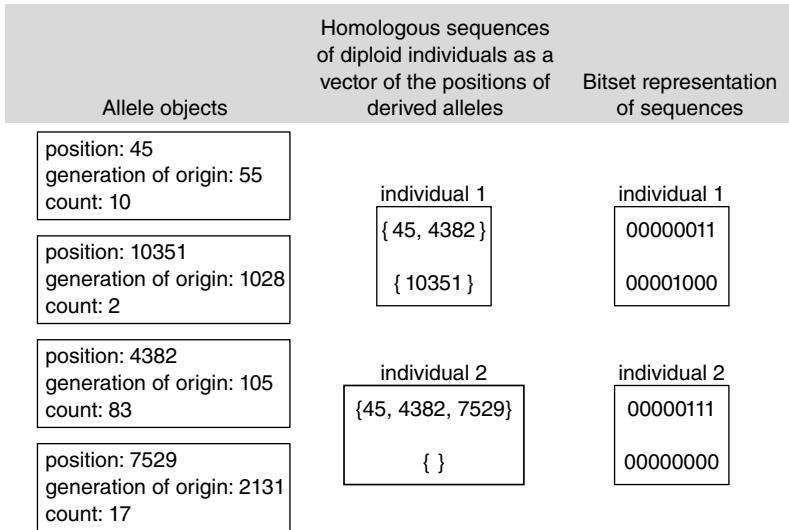 Allele objects
Homologous sequences
of diploid individuals as a
vector of the positions of
derived alleles
Bitset representation
of sequences
position: 45
generation of origin: 55
count: 10
position: 10351
generation of origin: 1028
count: 2
position: 4382
generation of origin: 105
count: 83
position: 7529
generation of origin: 2131
count: 17
individual 1
{ 45, 4382 }
{ 10351 }
individual 2
{45, 4382, 7529}
{ }
individual 1
00000011
00001000
individual 2
00000111
00000000